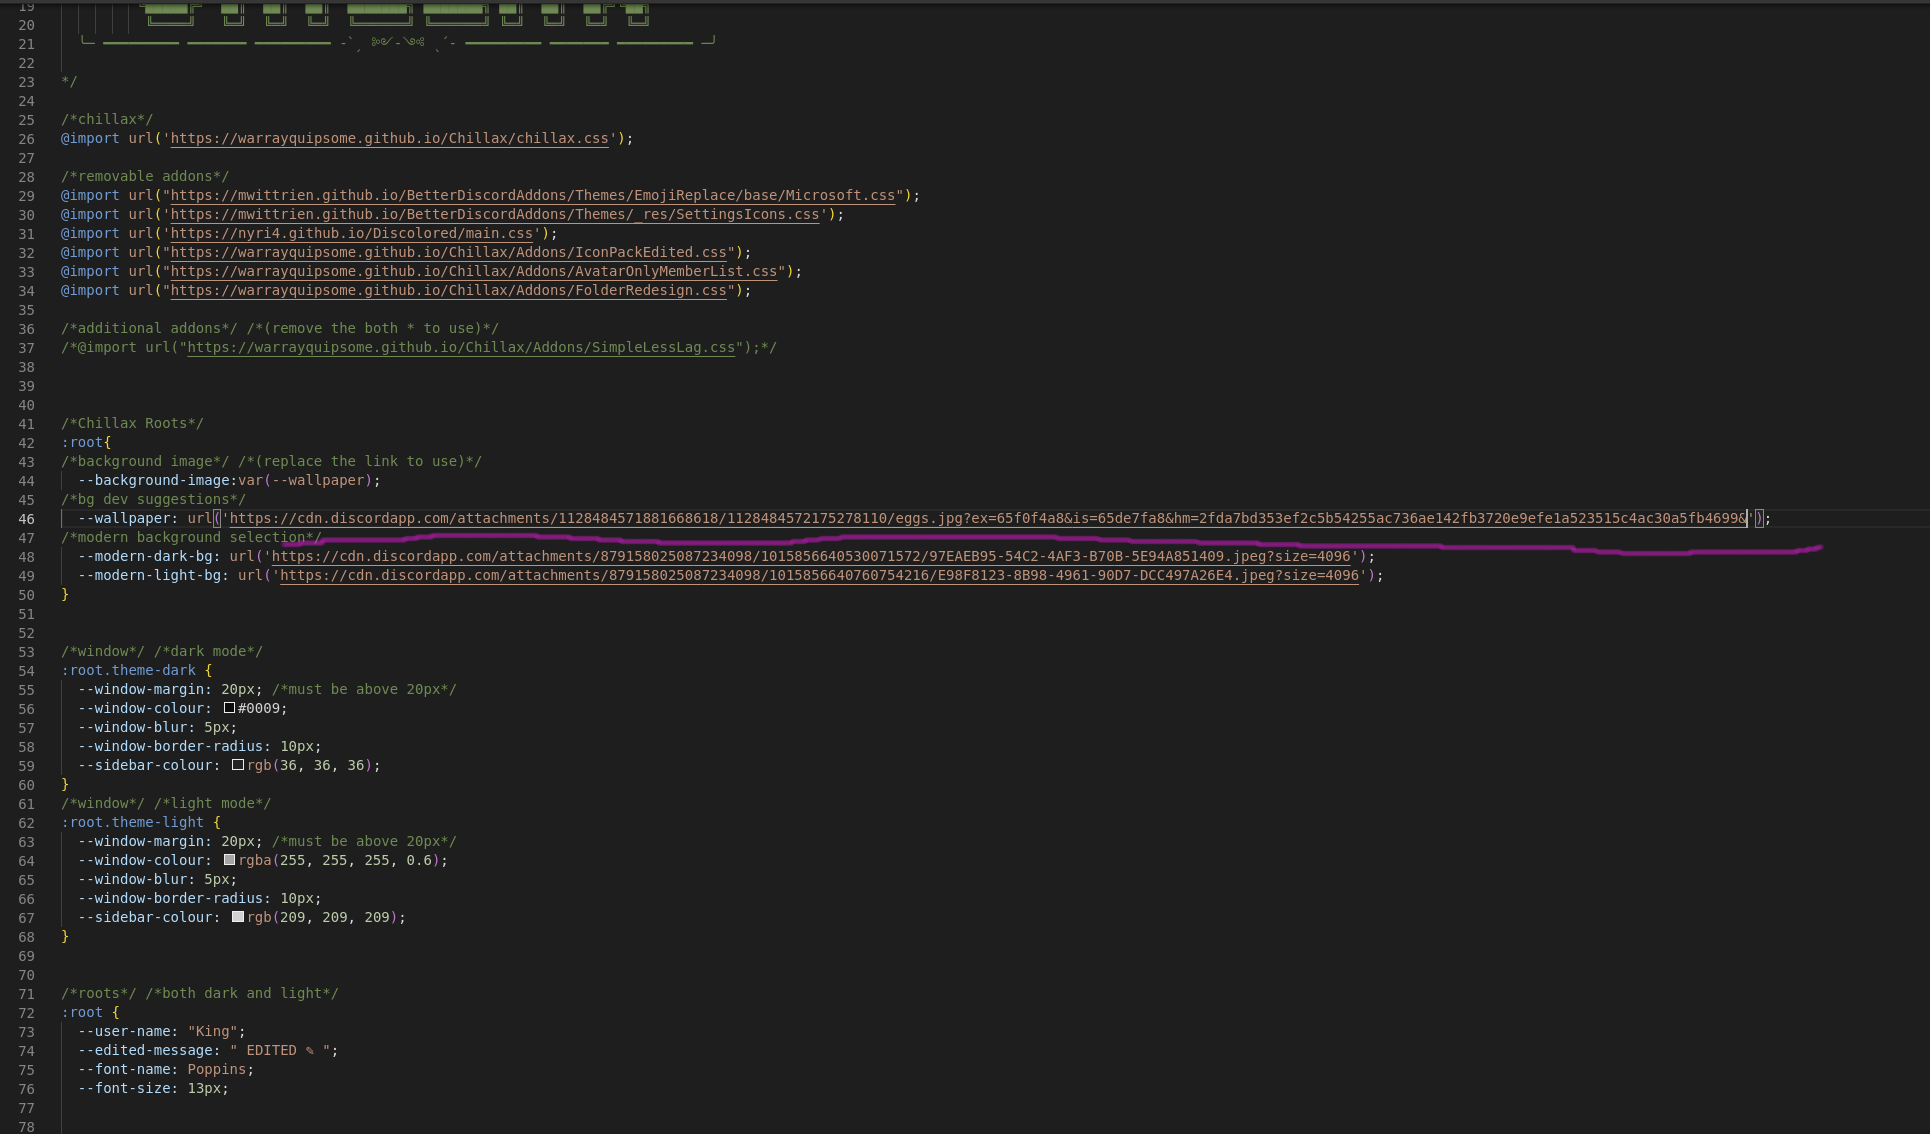 19
20
21
22
23 */
24
25 /*chillax*/
26 @import url('https://warrayquipsome.github.io/Chillax/chillax.css');
27
28 /*removable addons*/
29 @import url("https://mwittrien.github.io/BetterDiscordAddons/Themes/EmojiReplace/base/Microsoft.css");
30 @import url('https://mwittrien.github.io/BetterDiscordAddons/Themes/_res/SettingsIcons.css');
31 @import url('https://nyri4.github.io/Discolored/main.css');
32 @import url("https://warrayquipsome.github.io/Chillax/Addons/IconPackEdited.css");
33 @import url("https://warrayquipsome.github.io/Chillax/Addons/AvatarOnlyMemberList.css");
34 @import url("https://warrayquipsome.github.io/Chillax/Addons/FolderRedesign.css");
35
36 /*additional addons*/ /*(remove the both * to use)*/
37 /*@import url("https://warrayquipsome.github.io/Chillax/Addons/SimpleLessLag.css");*/
38
39
40
41 /*Chillax Roots*/
42 :root{
43 /*background image*/ /*(replace the link to use)*/
44 --background-image:var(--wallpaper);
45 /*bg dev suggestions*/
46 --wallpaper: url('https://cdn.discordapp.com/attachments/1128484571881668618/1128484572175278110/eggs.jpg?ex=65f0f4a8&is=65de7fa8&hm=2fda7bd353ef2c5b54255ac736ae142fb3720e9efe1a523515c4ac30a5fb4699&');
47 /*modern background selection*/
48 --modern-dark-bg: url('https://cdn.discordapp.com/attachments/879158025087234098/1015856640530071572/97EAEB95-54C2-4AF3-B70B-5E94A851409.jpeg?size=4096');
49 --modern-light-bg: url('https://cdn.discordapp.com/attachments/879158025087234098/1015856640760754216/E98F8123-8B98-4961-90D7-DCC497A26E4.jpeg?size=4096');
50 }
51
52
53 /*window*/ /*dark mode*/
54 :root.theme-dark {
55 --window-margin: 20px; /*must be above 20px*/
56 --window-colour: #0009;
57 --window-blur: 5px;
58 --window-border-radius: 10px;
59 --sidebar-colour: rgb(36, 36, 36);
60 }
61 /*window*/ /*light mode*/
62 :root.theme-light {
63 --window-margin: 20px; /*must be above 20px*/
64 --window-colour: rgba(255, 255, 255, 0.6);
65 --window-blur: 5px;
66 --window-border-radius: 10px;
67 --sidebar-colour: rgb(209, 209, 209);
68 }
69
70
71 /*roots*/ /*both dark and light*/
72 :root {
73 --user-name: "King";
74 --edited-message: " EDITED ✎ ";
75 --font-name: Poppins;
76 --font-size: 13px;
77
78